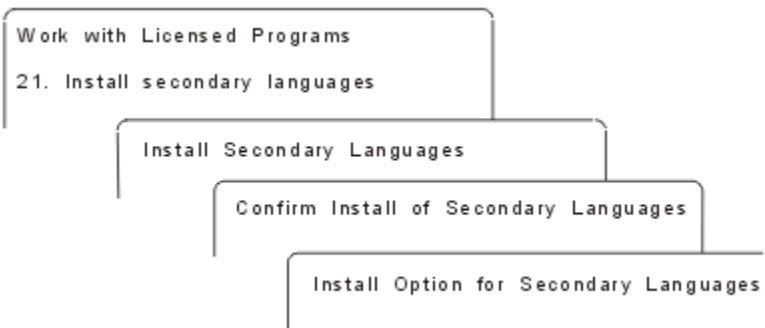 Work with Licensed Programs
21. Install secondary languages
Install Secondary Languages
Confirm Install of Secondary Languages
Install Option for Secondary Languages